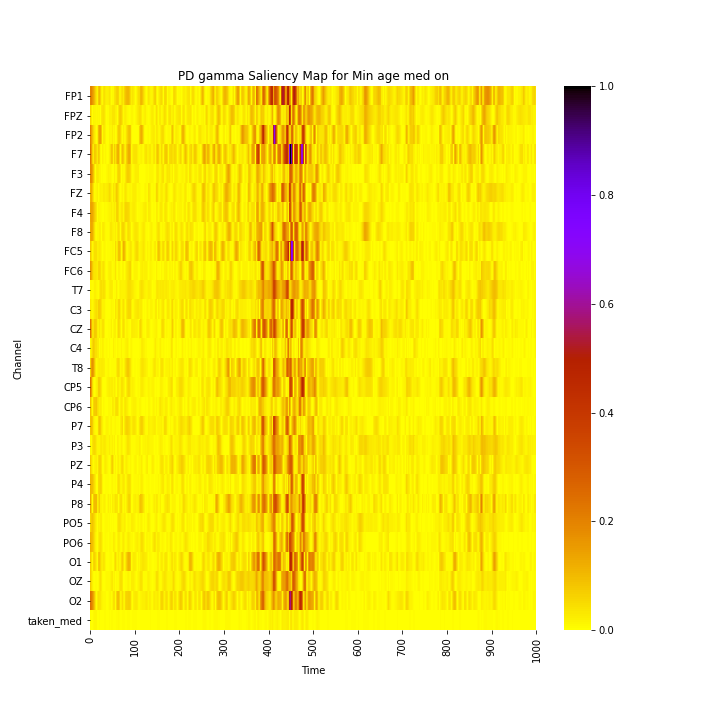 PD gamma Saliency Map for Min age med on
Channel
FP1
FPZ
FP2
F7
F3
FZ
F4
F8
FC5
FC6
T7
C3
CZ
C4
T8
CP5
CP6
P7
P3
PZ
P4
P8
PO5
PO6
O1
OZ
O2
taken_med
0
100
200
300
400
500
600
700
800
900
1000
Time
1.0
0.8
0.6
0.4
0.2
0.0